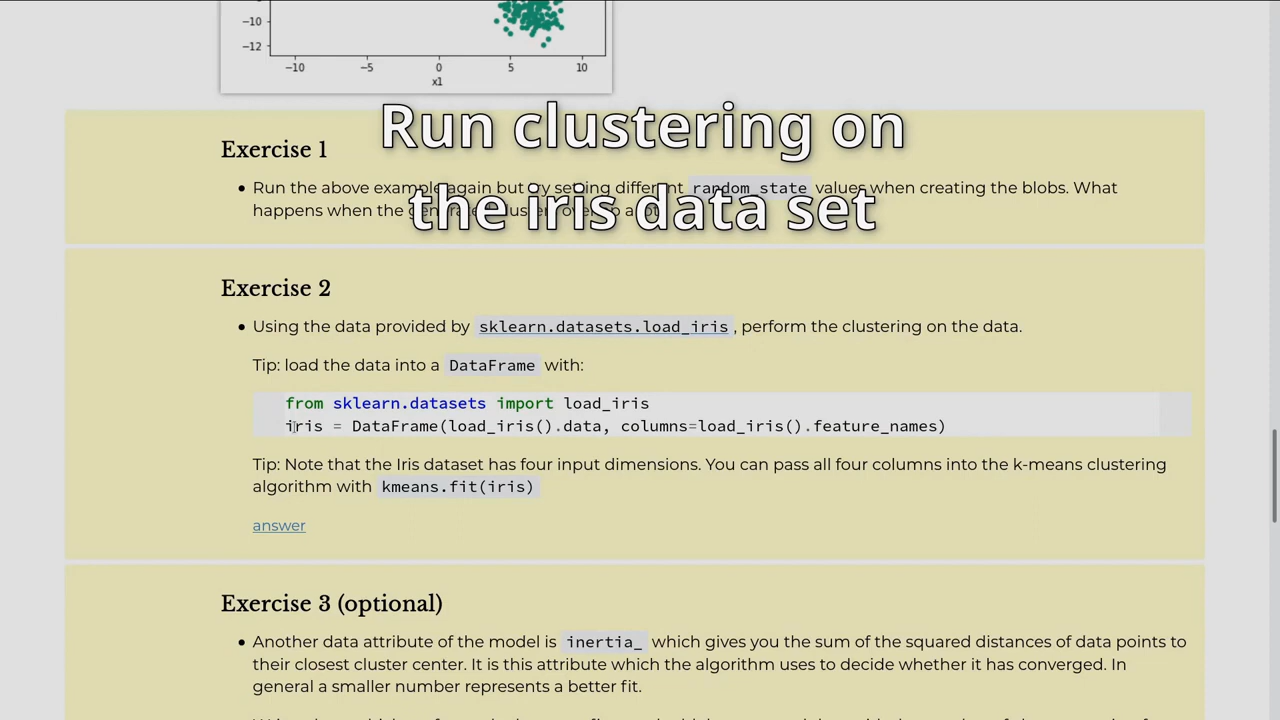 −10
−12
−10
−5
0
5
10
x1
Run clustering on
the iris data set
Exercise 1
Run the above example again but try setting different random_state values when creating the blobs. What
happens when the generated clusters overlap a lot?
Exercise 2
Using the data provided by sklearn.datasets.load_iris, perform the clustering on the data.
Tip: load the data into a DataFrame with:
from sklearn.datasets import load_iris
iris = DataFrame(load_iris().data, columns=load_iris().feature_names)
Tip: Note that the Iris dataset has four input dimensions. You can pass all four columns into the k-means clustering
algorithm with kmeans.fit(iris)
answer
Exercise 3 (optional)
Another data attribute of the model is inertia_ which gives you the sum of the squared distances of data points to
their closest cluster center. It is this attribute which the algorithm uses to decide whether it has converged. In
general a smaller number represents a better fit.